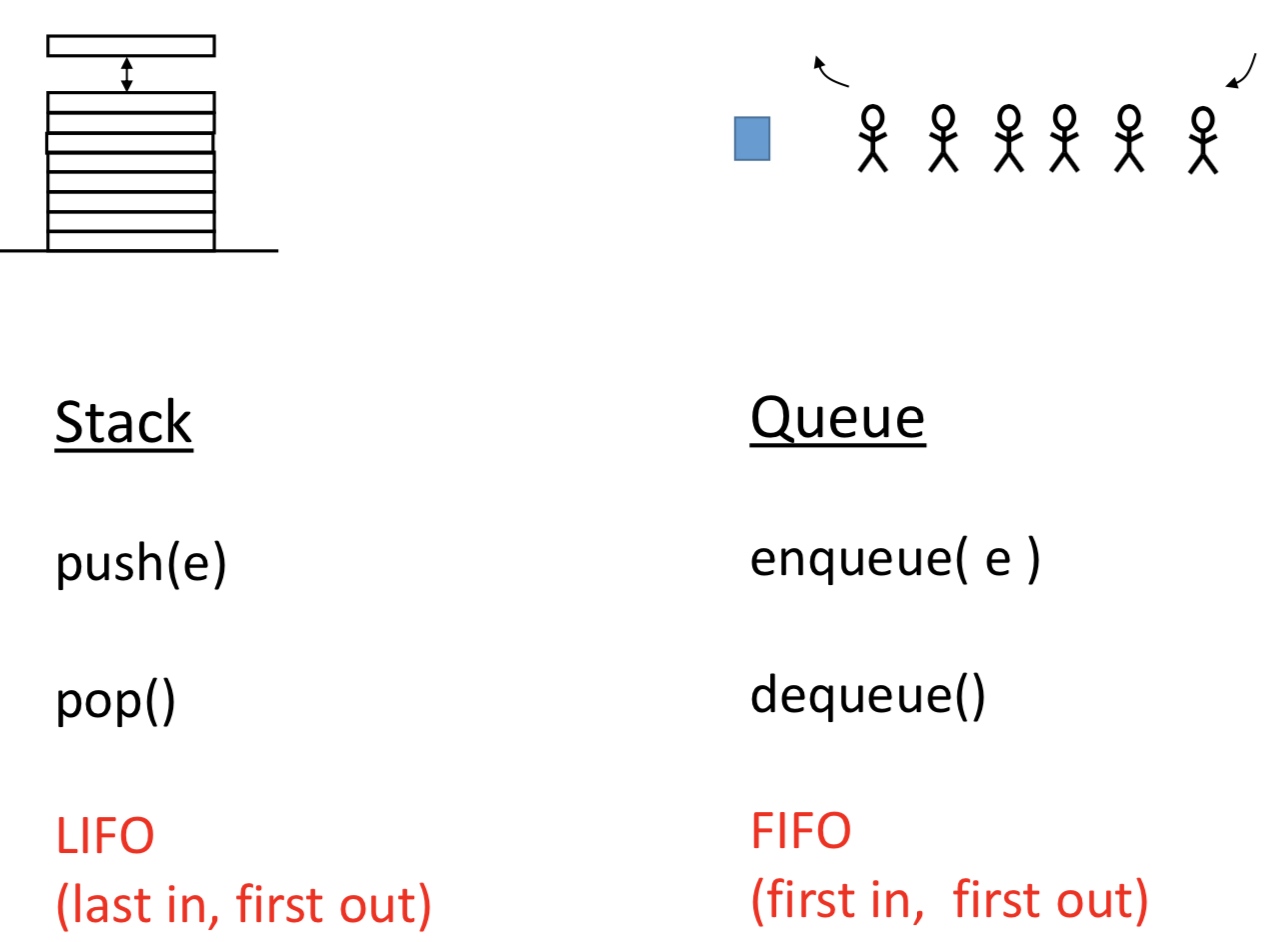 Stack
push(e)
pop()
LIFO
(last in, first out)
Queue
enqueue( e )
dequeue()
FIFO
(first in,  first out)